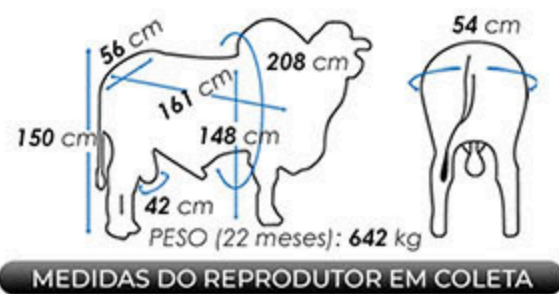 54 cm
56 cm
208 cm
161 cm
150 cm
148 cm
42 cm
PESO (22 meses): 642 kg
MEDIDAS DO REPRODUTOR EM COLETA